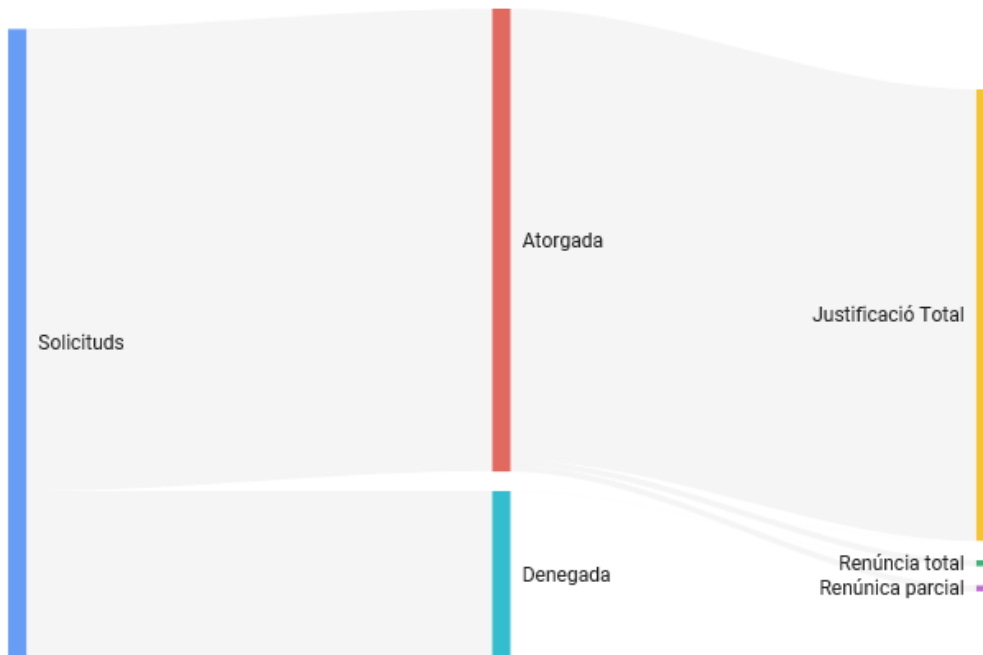 Atorgada
Justificació Total
Solicituds
Renúncia total
Denegada
Renúnica parcial